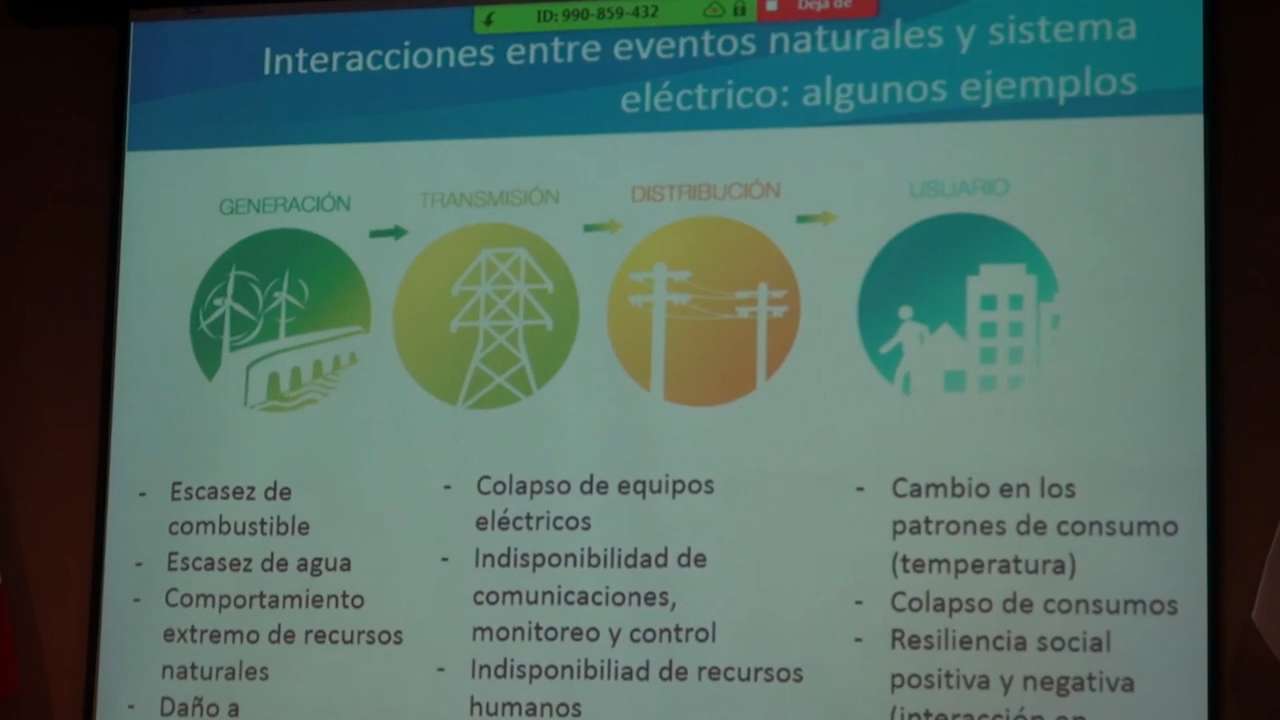 ID: 990-859-432
Deja de
Interacciones entre eventos naturales y sistema
eléctrico: algunos ejemplos
GENERACIÓN
TRANSMISIÓN
DISTRIBUCIÓN
USUARIO
- Escasez de
combustible
- Escasez de agua
- Comportamiento
extremo de recursos
naturales
- Daño a
- Colapso de equipos
eléctricos
- Indisponibilidad de
comunicaciones,
monitoreo y control
- Indisponibiliad de recursos
humanos
- Cambio en los
patrones de consumo
(temperatura)
- Colapso de consumos
- Resiliencia social
positiva y negativa
(interacción en